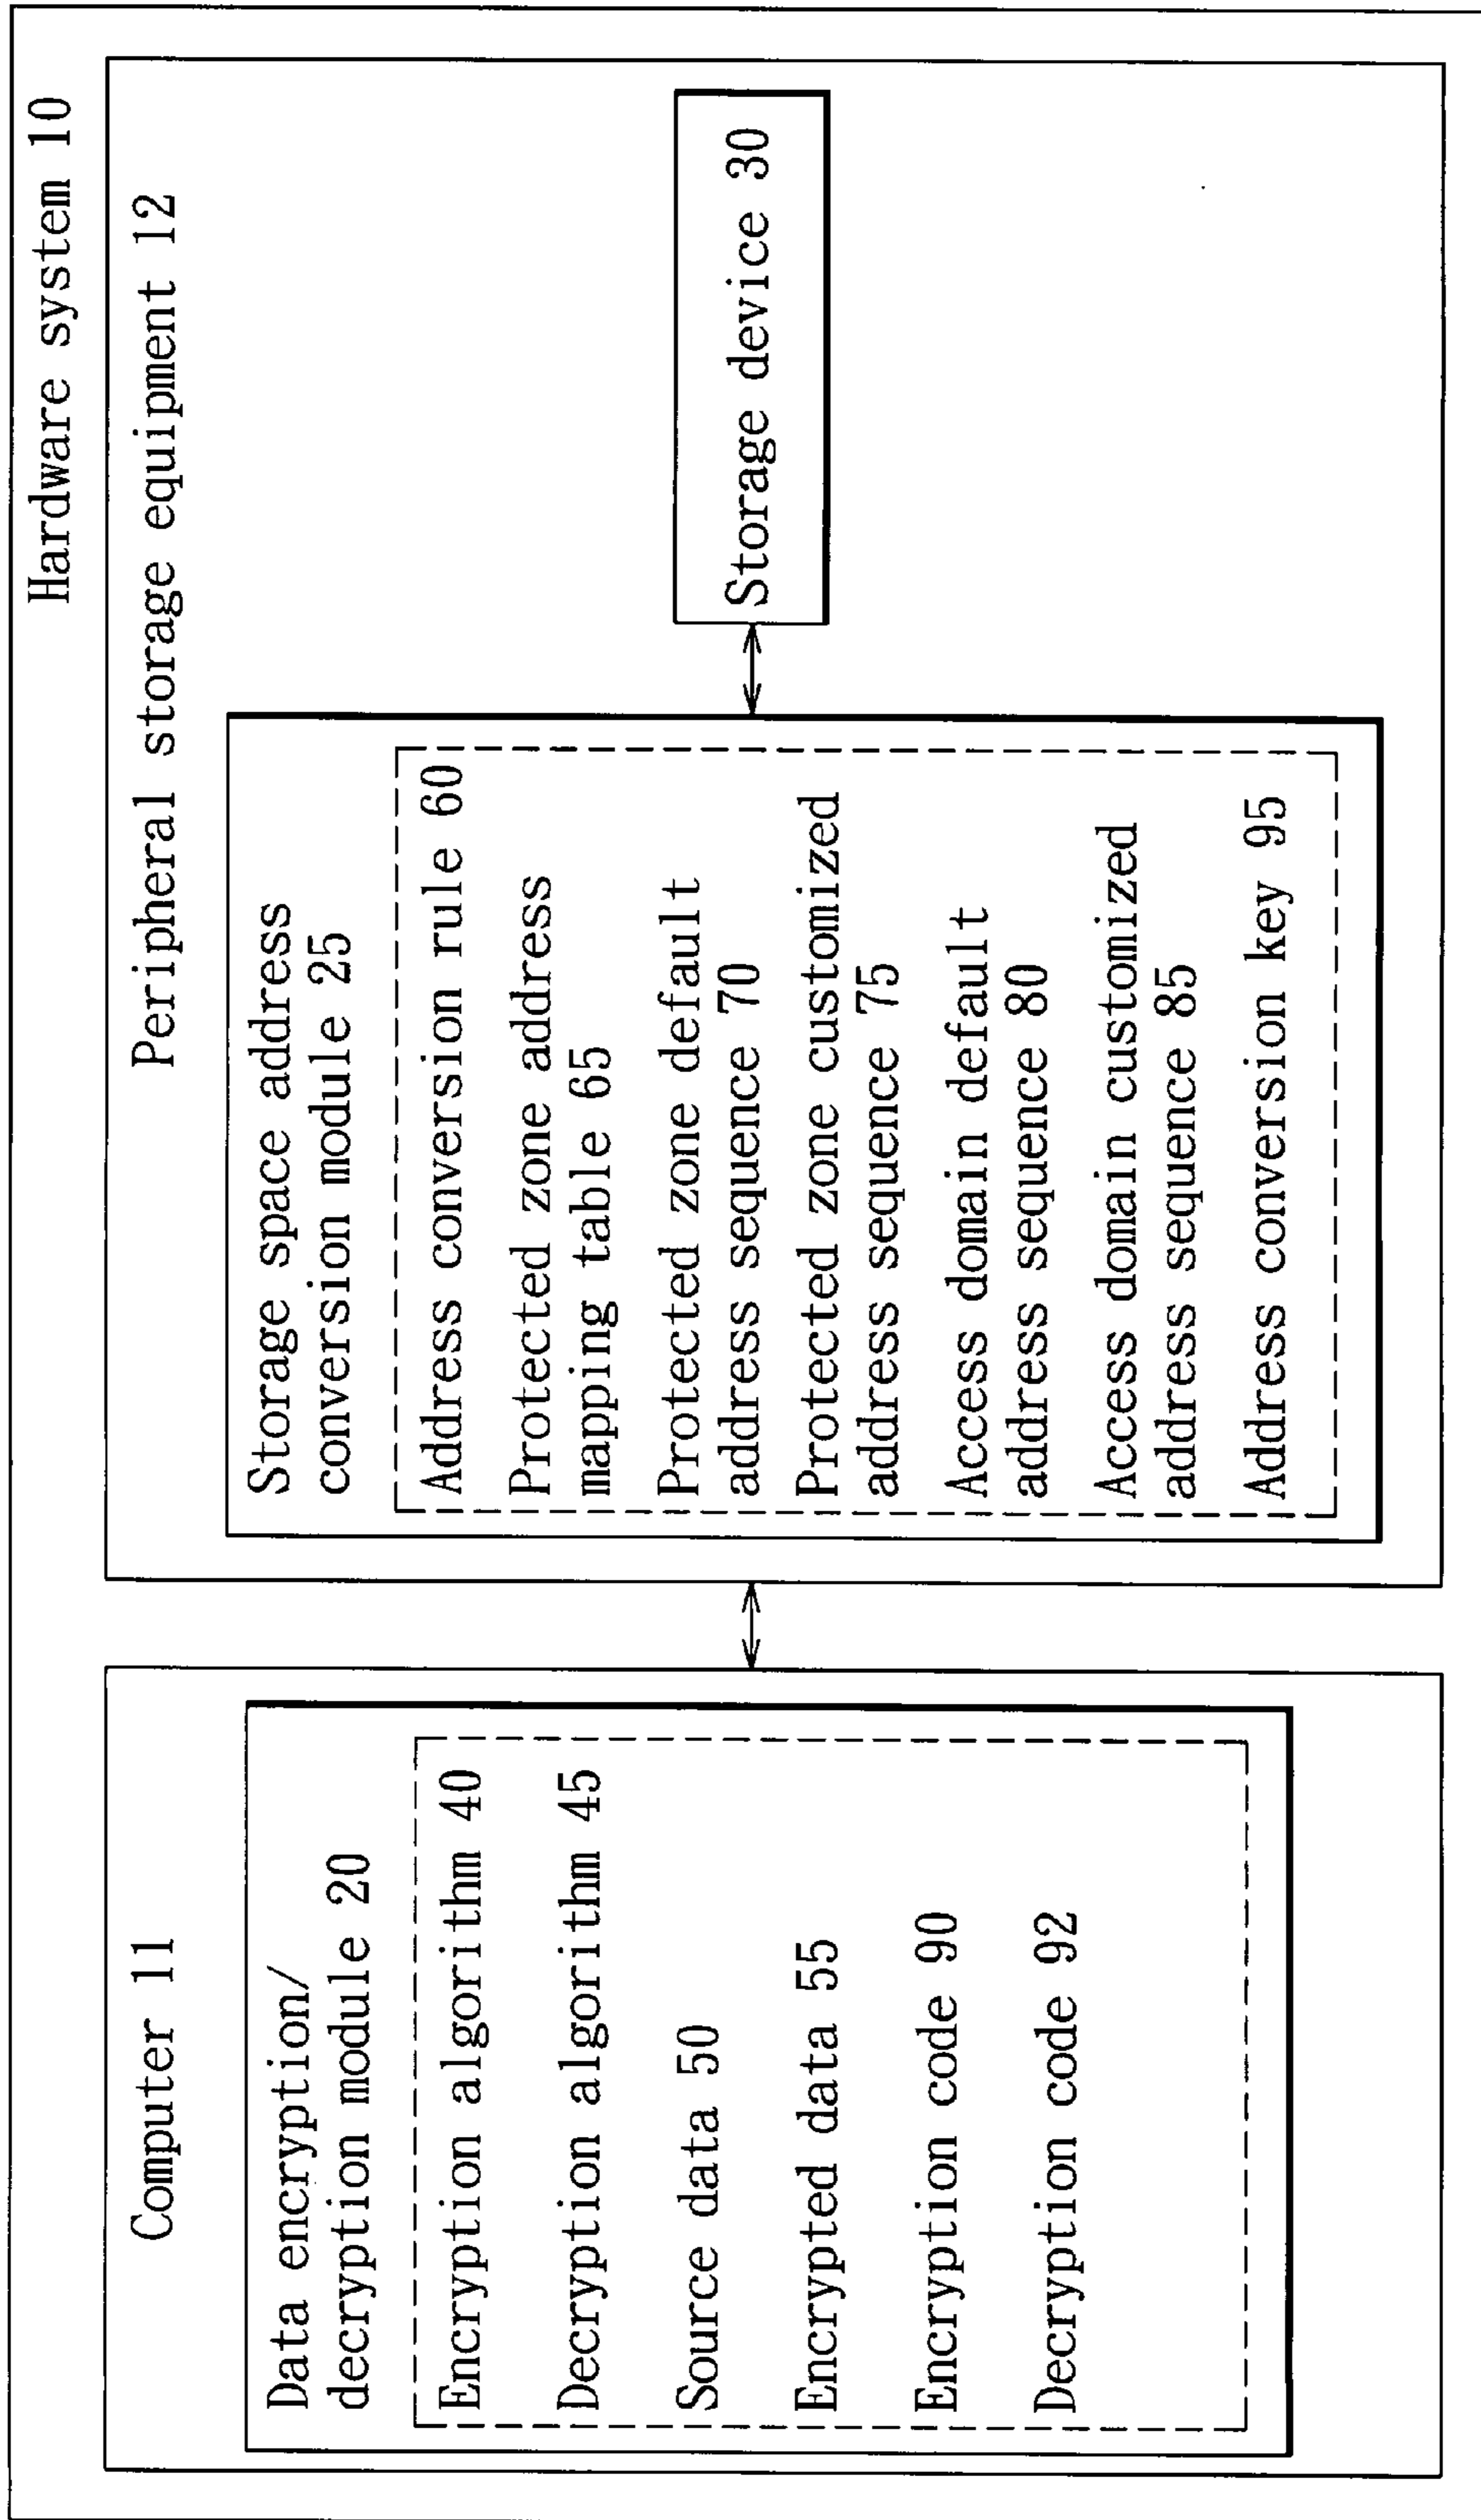 Hardware system 10
Computer 11
Data encryption/
decryption module 20
Encryption algorithm 40
Decryption algorithm 45
Source data 50
Encrypted data 55
Encryption code 90
Decryption code 92
Peripheral storage equipment 12
Storage space address
conversion module 25
Address conversion rule 60
Protected zone address
mapping table 65
Protected zone default
address sequence 70
Protected zone customized
address sequence 75
Access domain default
address sequence 80
Access domain customized
address sequence 85
Address conversion key 95
Storage device 30